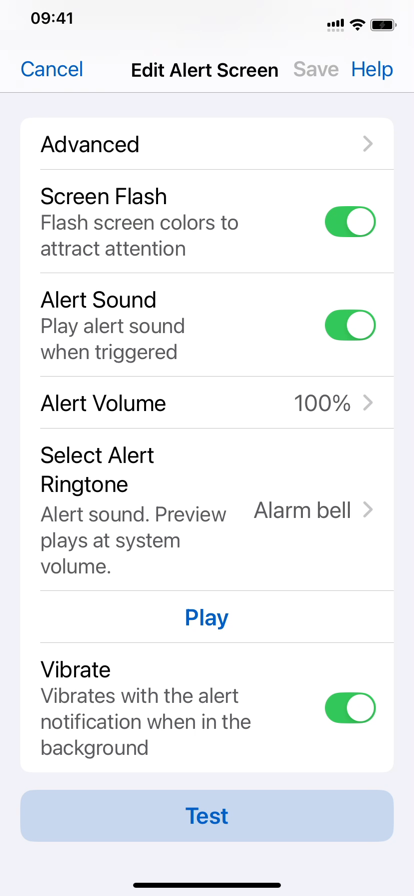 09:41
Cancel
Edit Alert Screen
Save
Help
Advanced
Screen Flash
Flash screen colors to
attract attention
Alert Sound
Play alert sound
when triggered
Alert Volume
100%
Select Alert
Ringtone
Alert sound. Preview
plays at system
volume.
Alarm bell
Play
Vibrate
Vibrates with the alert
notification when in the
background
Test